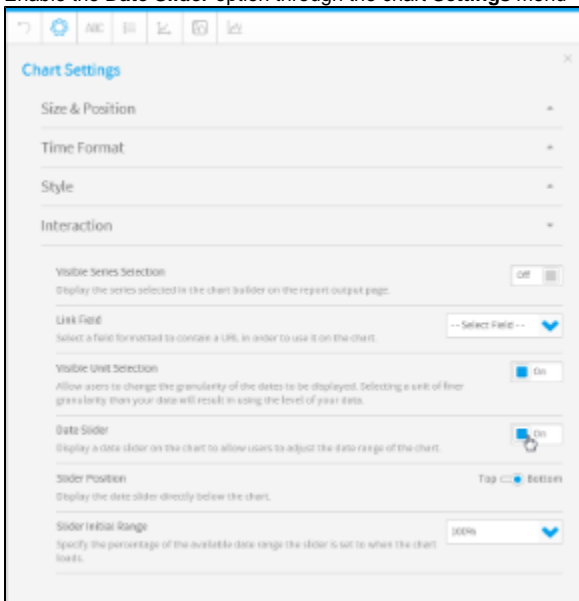 Enable the Date Slider option through the chart Settings menu
ABC
Chart Settings
Size & Position
Time Format
Style
Interaction
Visible Series Selection
Off
Display the series selected in the chart builder on the report output page.
Link Field
-- Select Field --
Select a field formatted to contain a URL in order to use it on the chart.
Visible Unit Selection
On
Allow users to change the granularity of the dates to be displayed. Selecting a unit of finer
granularity than your data will result in using the level of your data.
Date Slider
On
Display a date slider on the chart to allow users to adjust the date range of the chart.
Slider Position
Top Bottom
Display the date slider directly below the chart.
Slider Initial Range
100%
Specify the percentage of the available date range the slider is set to when the chart
loads.